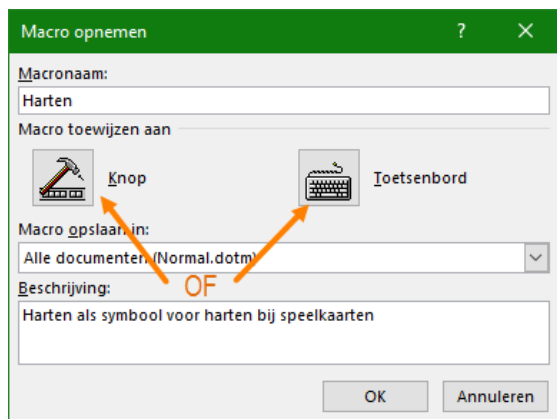 Macro opnemen ?
Macronaam:
Harten
Macro toewijzen aan
Knop Toetsenbord
Macro opslaan in:
Alle documenten (Normal.dotm)
OF
Beschrijving:
Harten als symbool voor harten bij speelkaarten
OK Annuleren